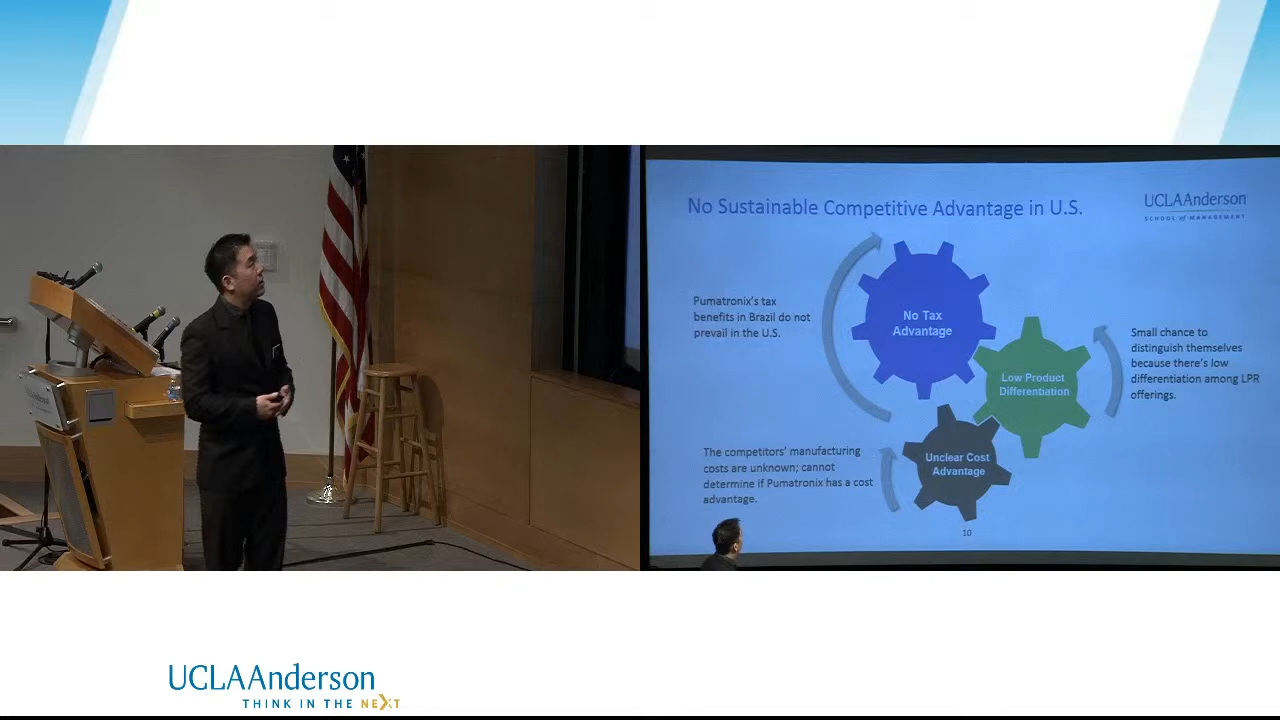 No Sustainable Competitive Advantage in U.S.
UCLAAnderson
SCHOOL of MANAGEMENT
Pumatronix's tax
benefits in Brazil do not
prevail in the U.S.
No Tax
Advantage
Small chance to
distinguish themselves
because there's low
differentiation among LPR
offerings.
Low Product
Differentiation
The competitors' manufacturing
costs are unknown; cannot
determine if Pumatronix has a cost
advantage.
Unclear Cost
Advantage
10
UCLAAnderson
THINK IN THE NEXT